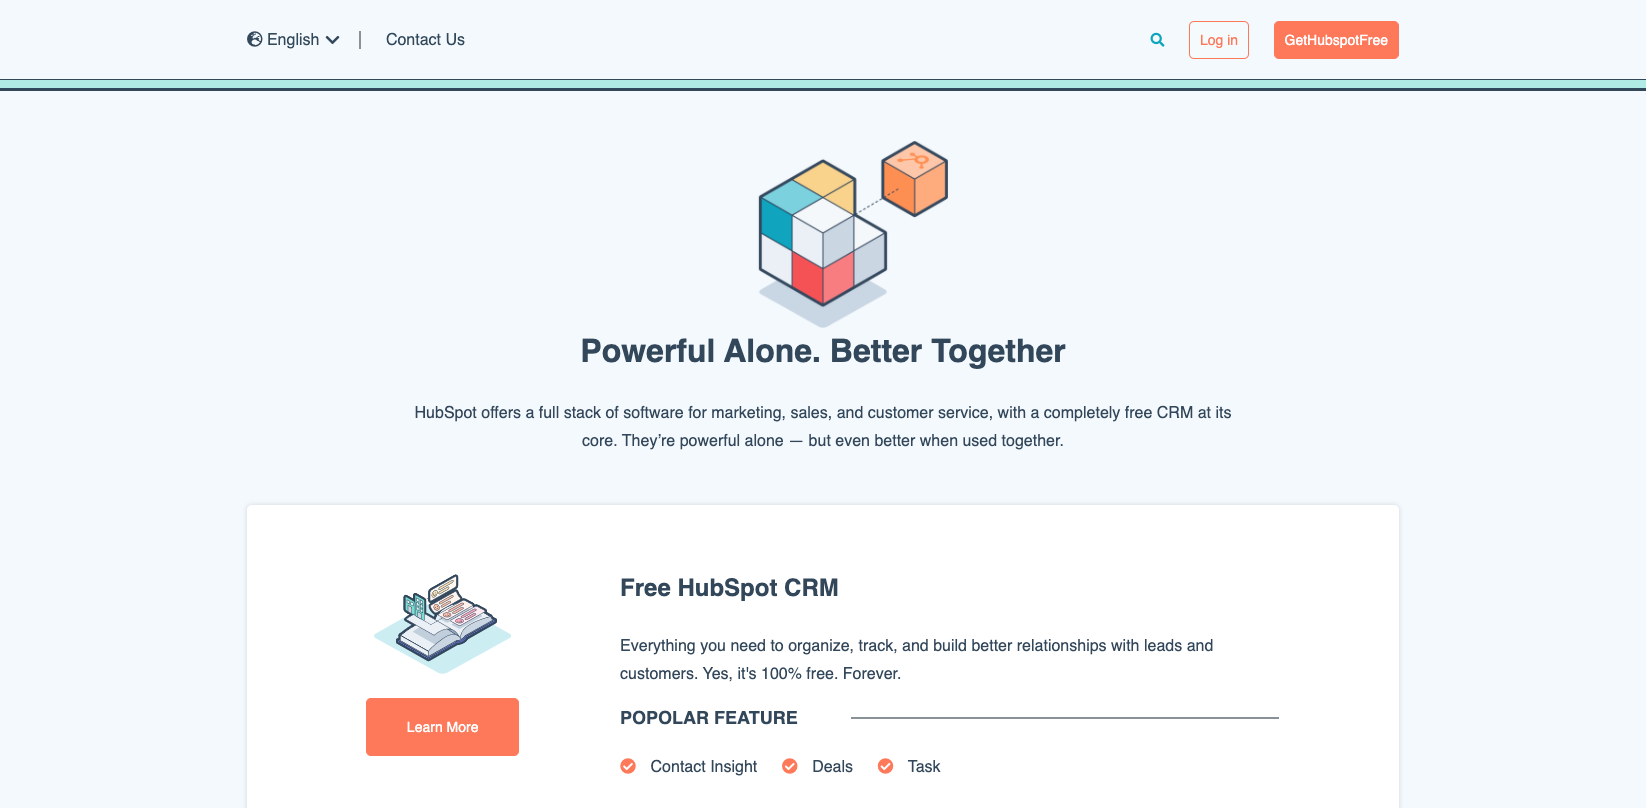 English
Contact Us
Log in
GetHubspotFree
Powerful Alone. Better Together
HubSpot offers a full stack of software for marketing, sales, and customer service, with a completely free CRM at its
core. They’re powerful alone — but even better when used together.
Free HubSpot CRM
Everything you need to organize, track, and build better relationships with leads and
customers. Yes, it's 100% free. Forever.
POPOLAR FEATURE
Learn More
Contact Insight
Deals
Task